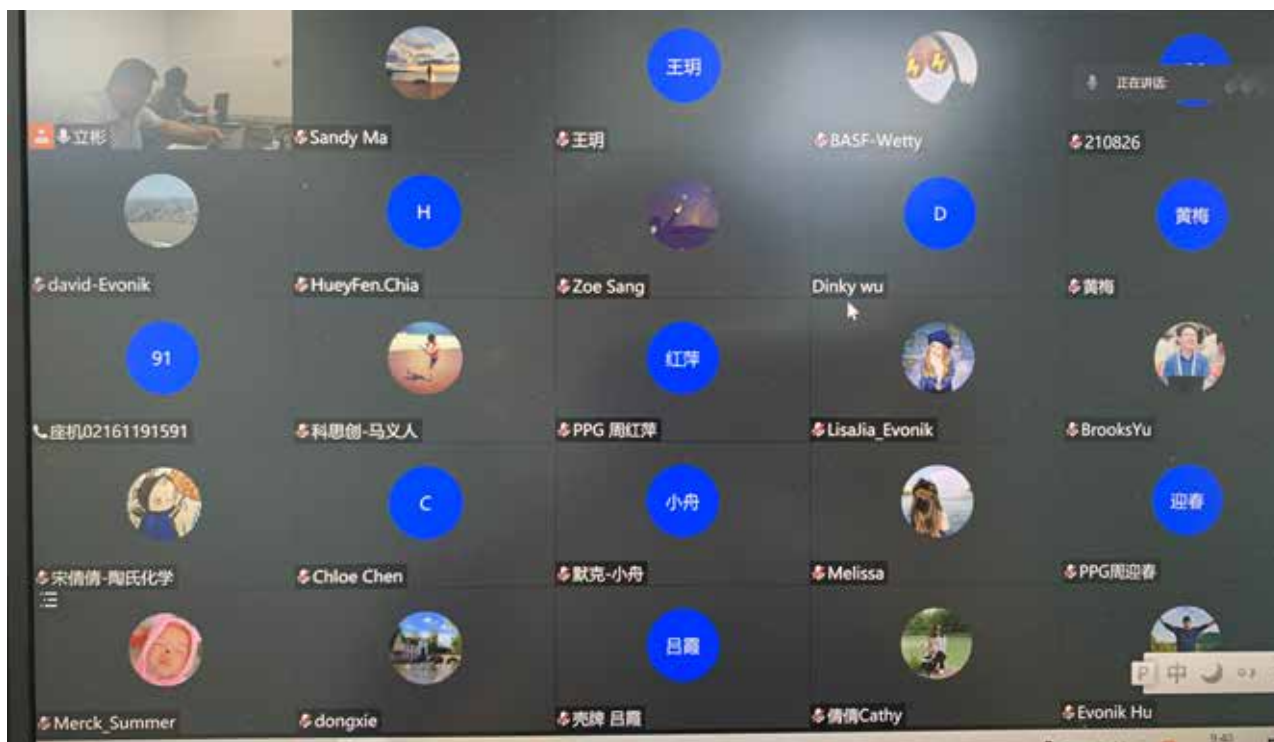 立彬
Sandy Ma
王玥
王玥
BASF-Wetty
正在讲话:
210826
david-Evonik
H
HueyFen.Chia
Zoe Sang
D
Dinky wu
黄梅
黄梅
91
座机02161191591
科思创-马义人
红萍
PPG 周红萍
LisaJia_Evonik
BrooksYu
宋倩倩-陶氏化学
C
Chloe Chen
小舟
默克-小舟
Melissa
迎春
PPG周迎春
Merck_Summer
dongxie
吕霞
壳牌 吕霞
倩倩Cathy
P 中
Evonik Hu
9:40